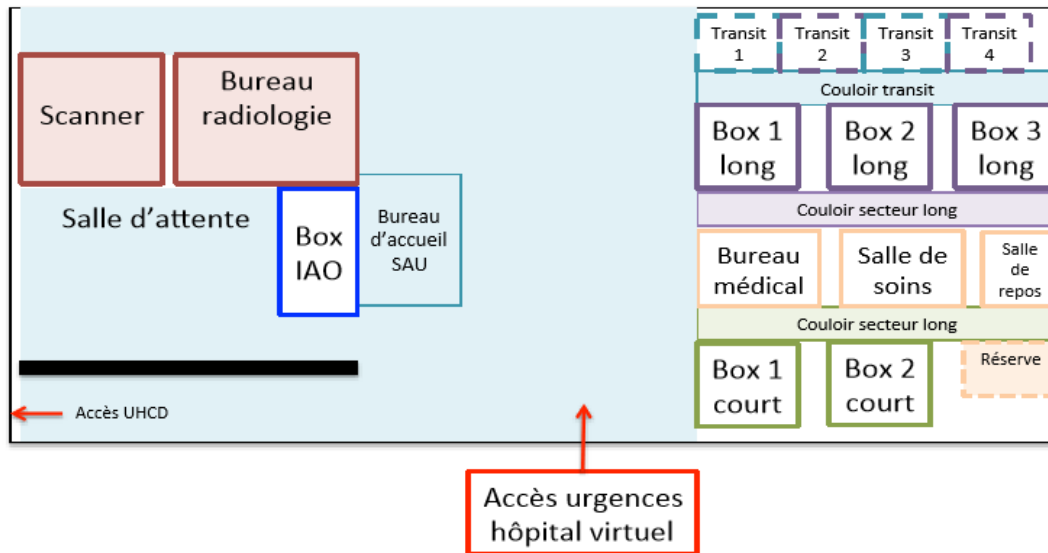 Scanner
Bureau
radiologie
Salle d’attente
Box
IAO
Bureau
d’accueil
SAU
Accès UHCD
Transit
1
Transit
2
Transit
3
Transit
4
Couloir transit
Box 1
long
Box 2
long
Box 3
long
Couloir secteur long
Bureau
médical
Salle de
soins
Salle
de
repos
Couloir secteur long
Box 1
court
Box 2
court
Réserve
Accès urgences
hôpital virtuel